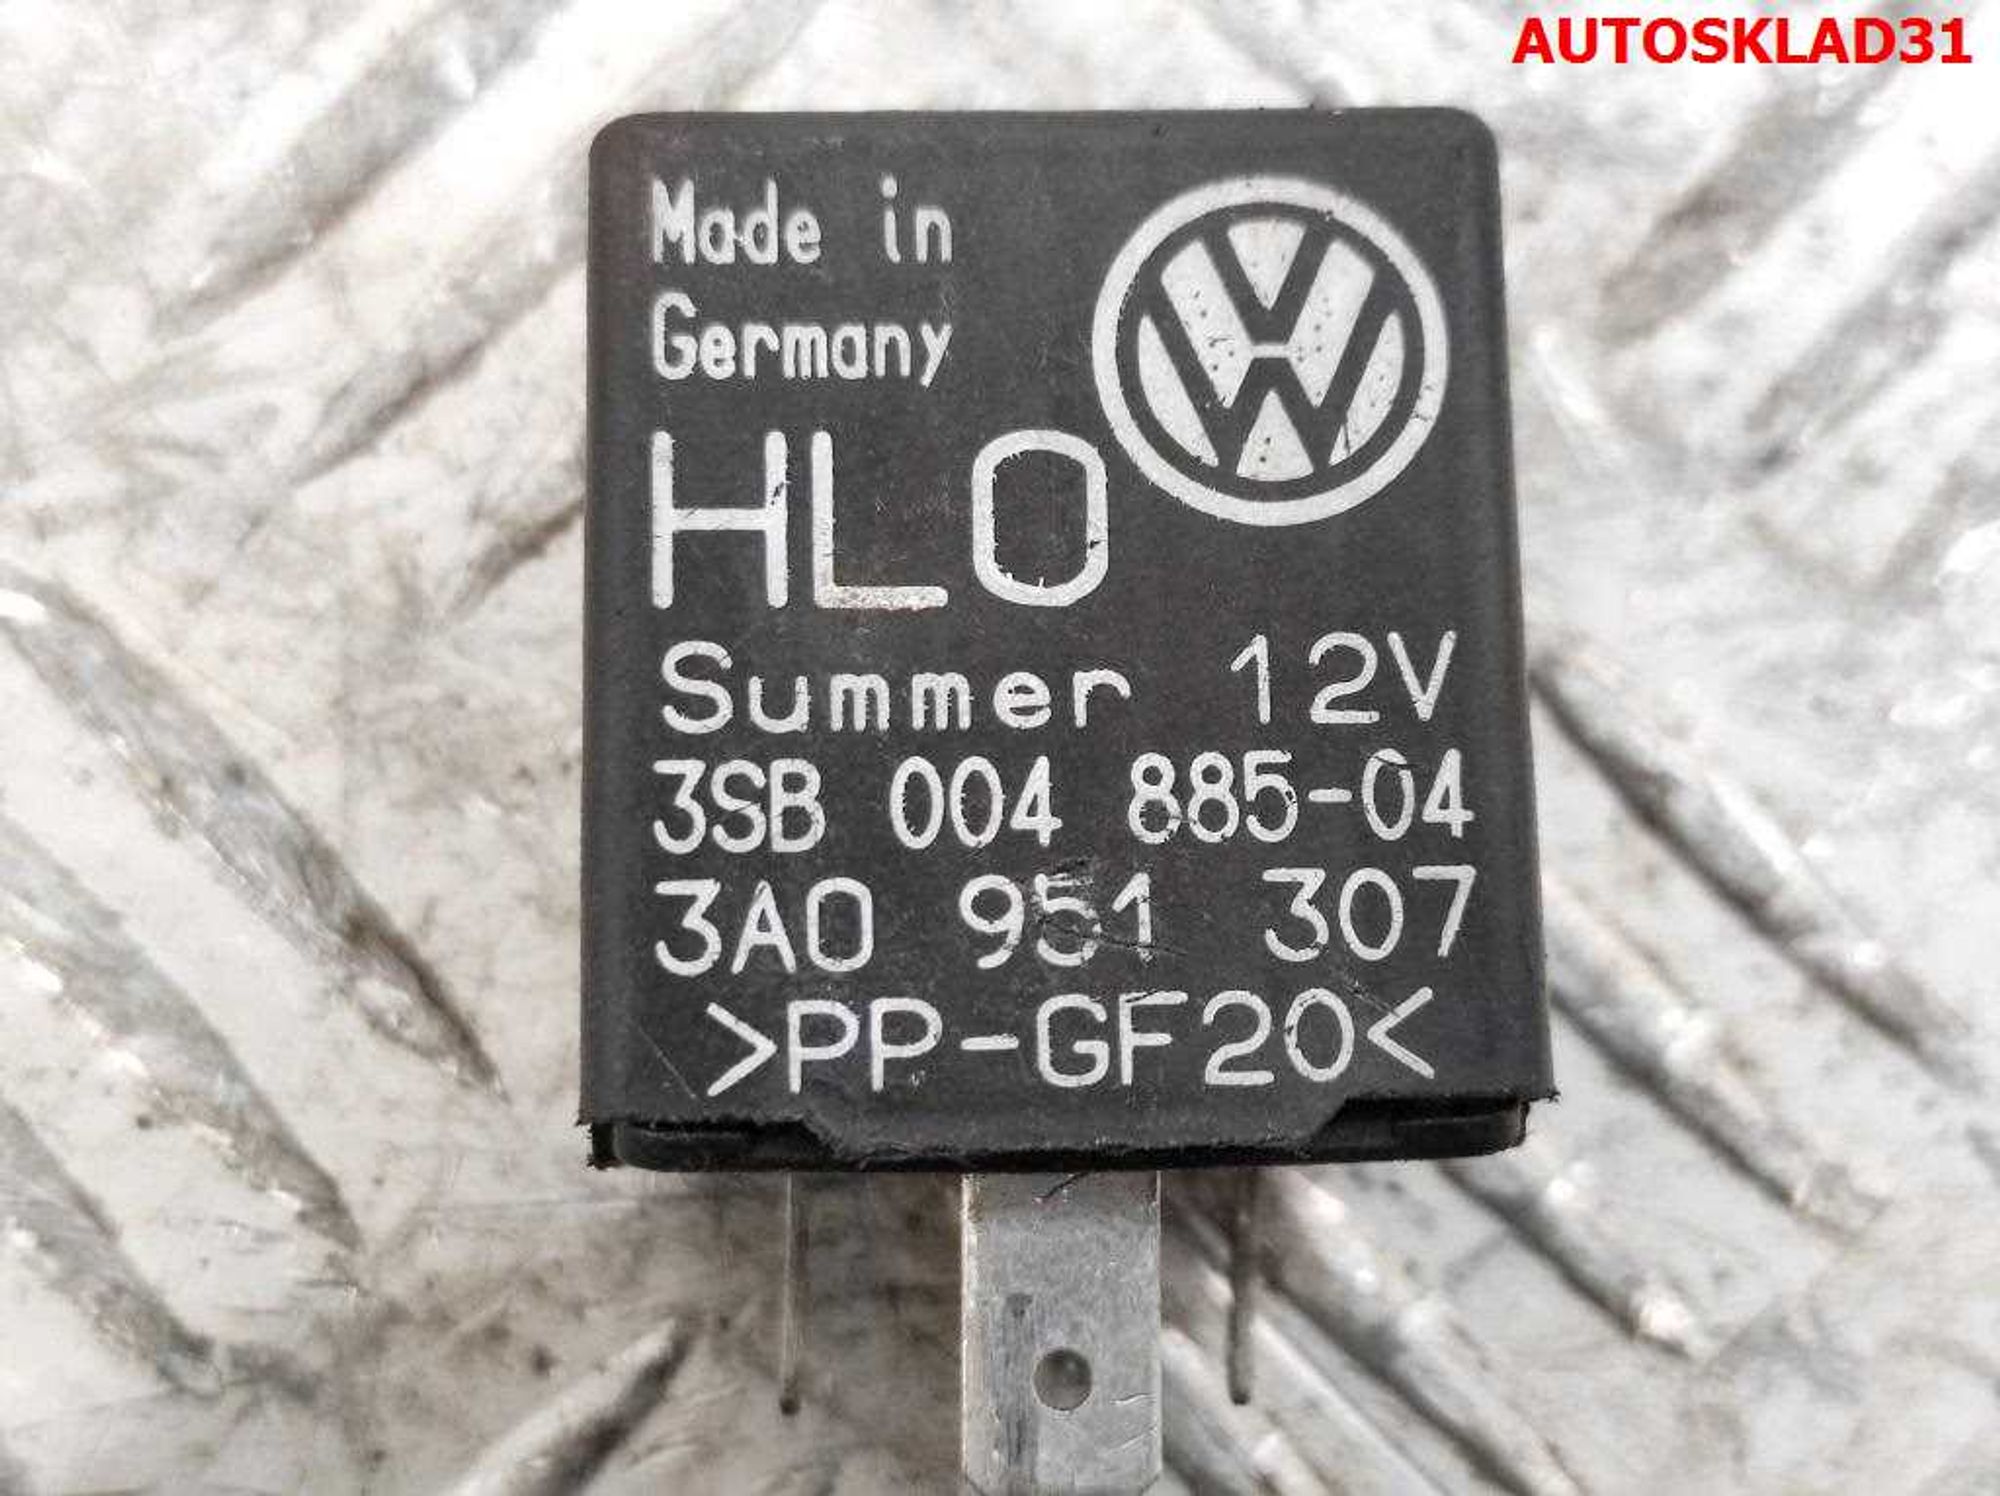 AUTOSKLAD31
Made in
Germany
HLO
Summer 12V
3SB 004 885-04
3A0 951 307
>PP-GF20<